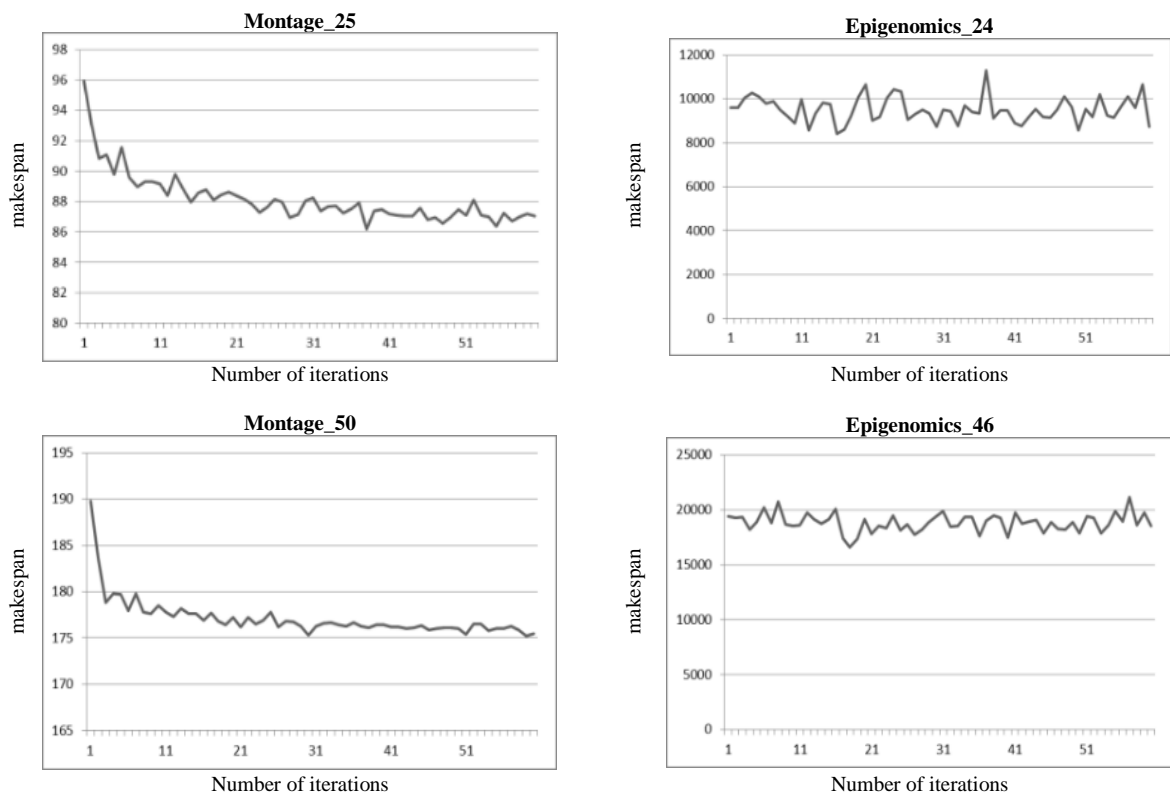 Montage_25
98
96
94
92
90
88
86
84
82
80
makespan
1 11 21 31 41 51
Number of iterations
Epigenomics_24
12000
10000
8000
6000
4000
2000
0
makespan
1 11 21 31 41 51
Number of iterations
Montage_50
195
190
185
180
175
170
165
makespan
1 11 21 31 41 51
Number of iterations
Epigenomics_46
25000
20000
15000
10000
5000
0
makespan
1 11 21 31 41 51
Number of iterations